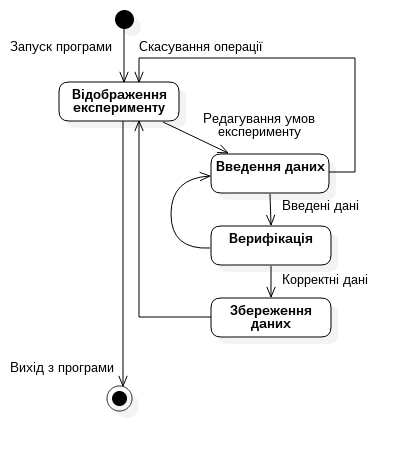 Запуск програми
Скасування операції
Відображення
експерименту
Редагування умов
експерименту
Введення даних
Введені дані
Верифікація
Корректні дані
Збереження
даних
Вихід з програми